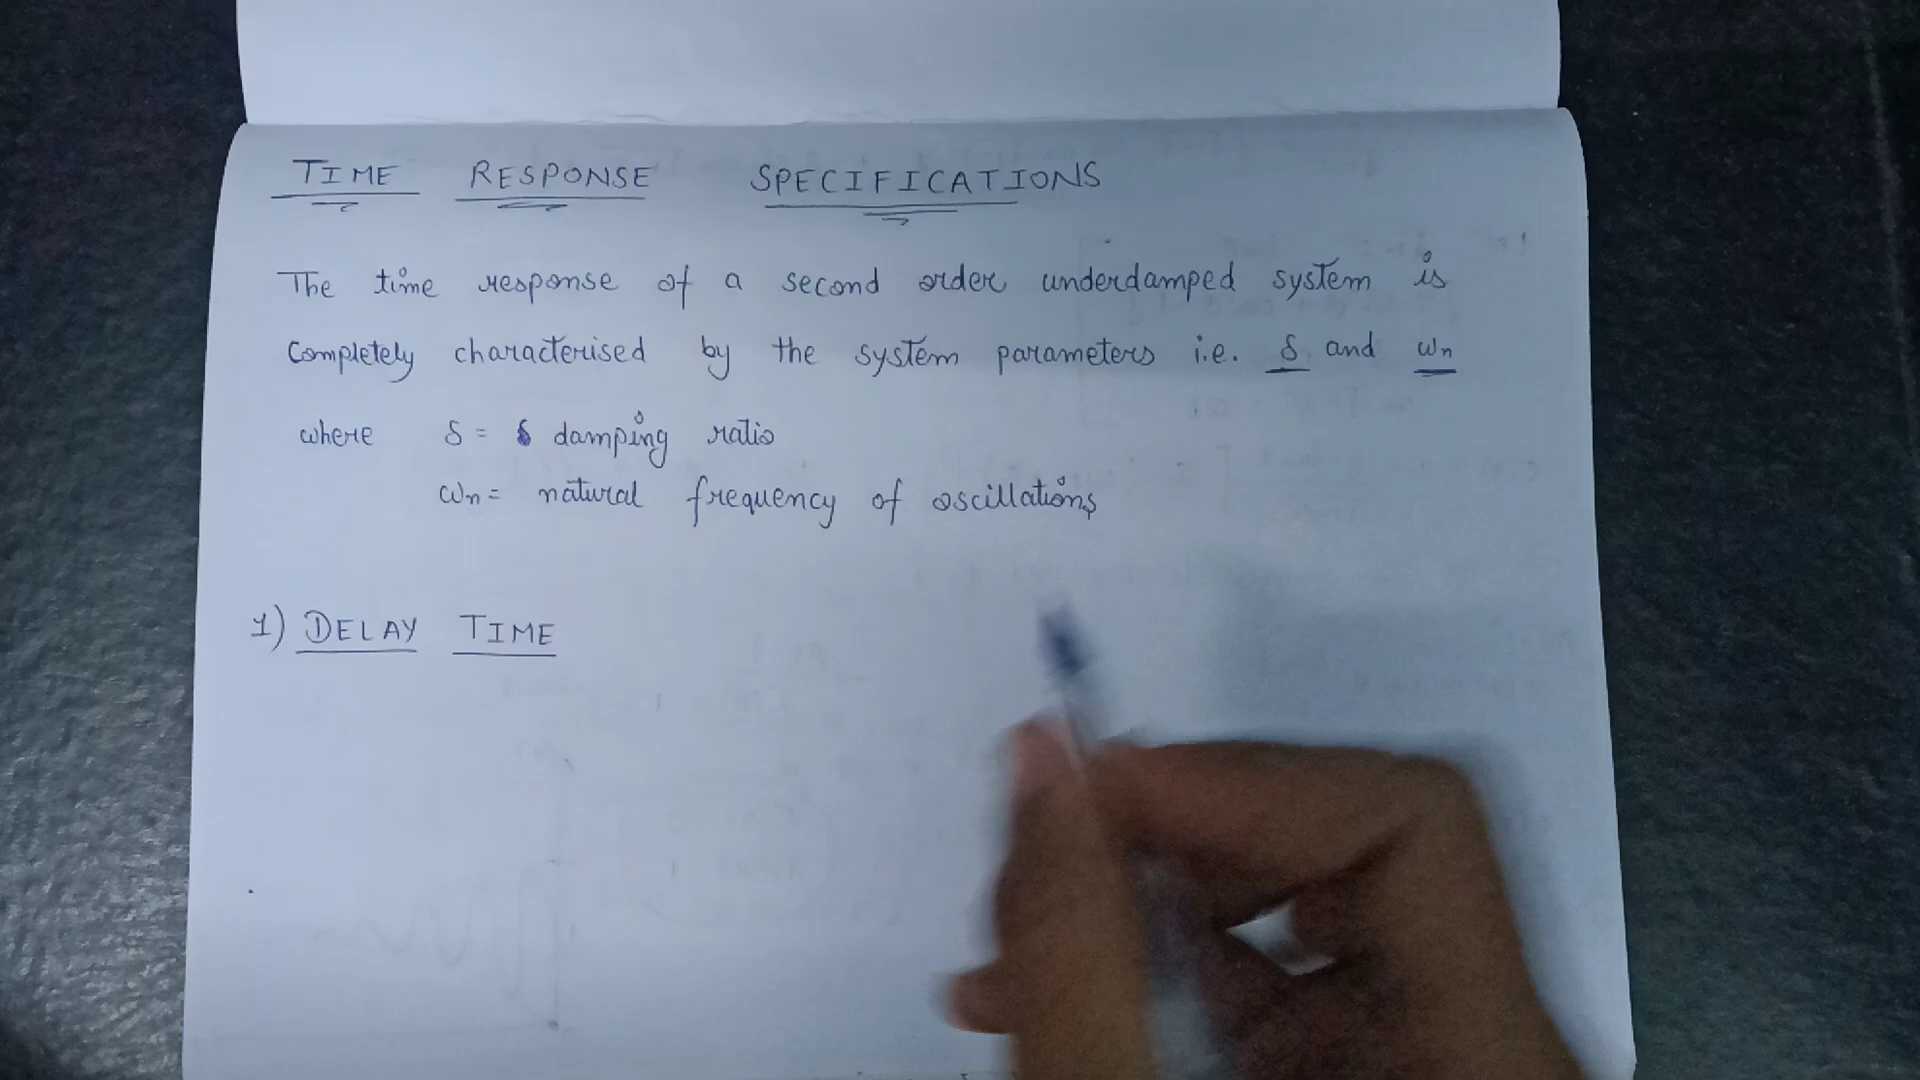 TIME RESPONSE SPECIFICATIONS
The time response of a second order underdamped system is
completely characterised by the system parameters i.e. δ and ωn
where δ = damping ratio
ωn = natural frequency of oscillations
1) DELAY TIME